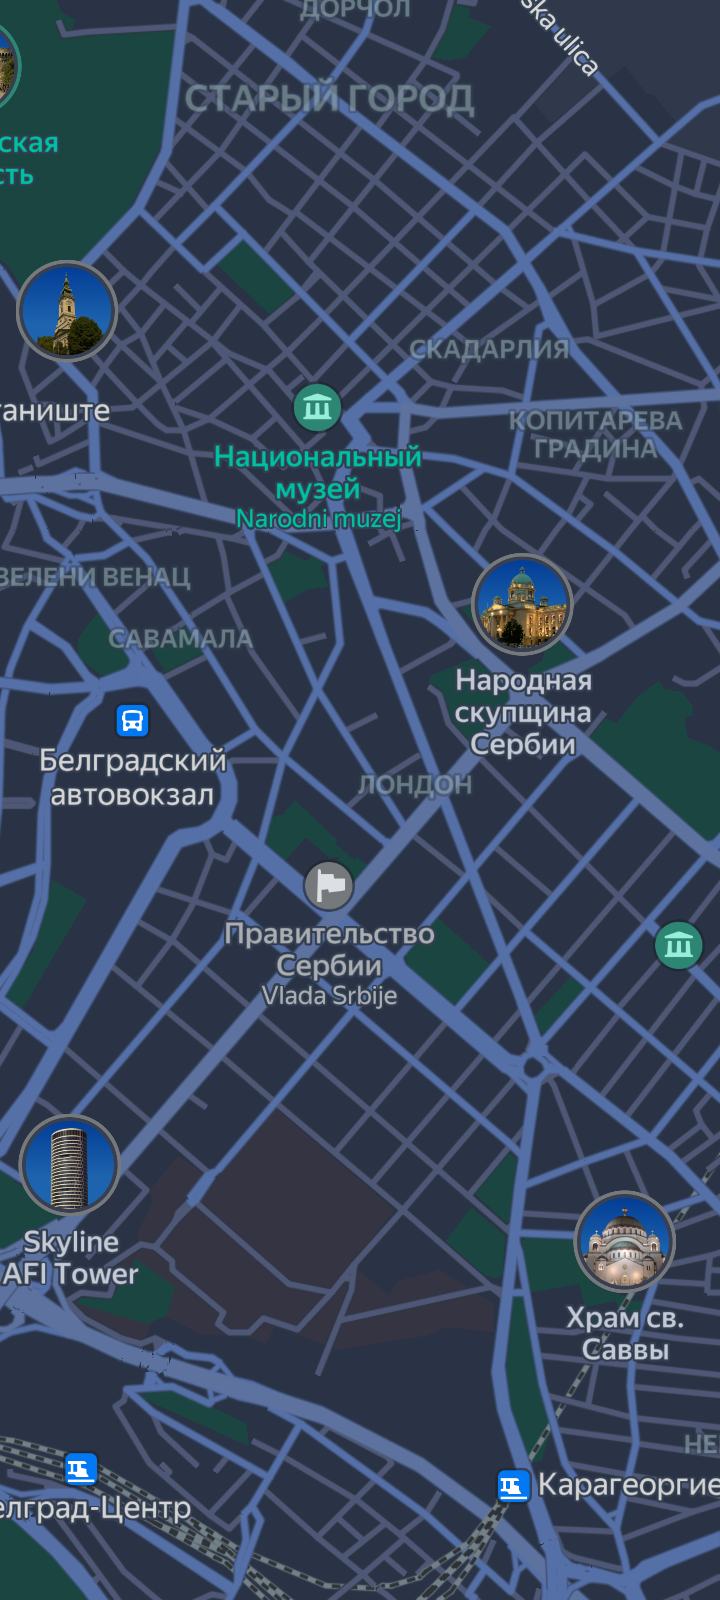 ДОРЧОЛ
ska ulica
СТАРЫЙ ГОРОД
ская
сть
СКАДАРЛИЯ
таниште
КОПИТАРЕВА
ГРАДИНА
Национальный
музей
Narodni muzej
ЗЕЛЕНИ ВЕНАЦ
САВАМАЛА
Народная
скупщина
Сербии
Белградский
автовокзал
ЛОНДОН
Правительство
Сербии
Vlada Srbije
Skyline
AFI Tower
Храм св.
Саввы
НЕ
Карагеоргие
елград-Центр